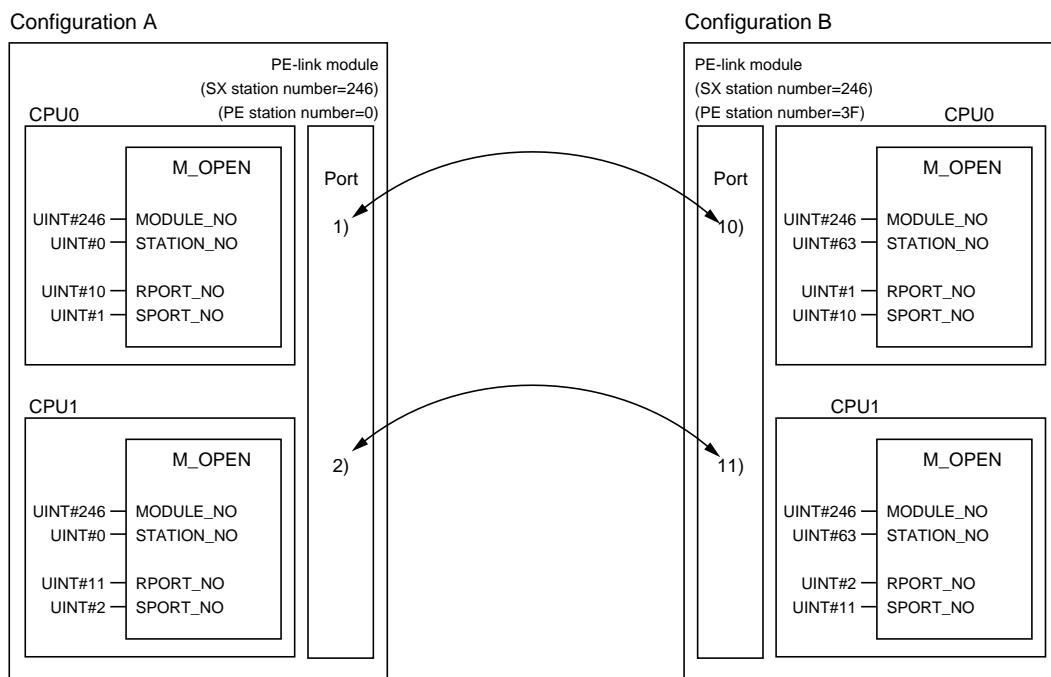 Configuration A
PE-link module
(SX station number=246)
(PE station number=0)
CPU0
M_OPEN
UINT#246 MODULE_NO
UINT#0 STATION_NO
UINT#10 RPORT_NO
UINT#1 SPORT_NO
Port
1)
CPU1
M_OPEN
UINT#246 MODULE_NO
UINT#0 STATION_NO
UINT#11 RPORT_NO
UINT#2 SPORT_NO
2)
Configuration B
PE-link module
(SX station number=246)
(PE station number=3F)
CPU0
Port
10)
M_OPEN
UINT#246 MODULE_NO
UINT#63 STATION_NO
UINT#1 RPORT_NO
UINT#10 SPORT_NO
11)
CPU1
M_OPEN
UINT#246 MODULE_NO
UINT#63 STATION_NO
UINT#2 RPORT_NO
UINT#11 SPORT_NO